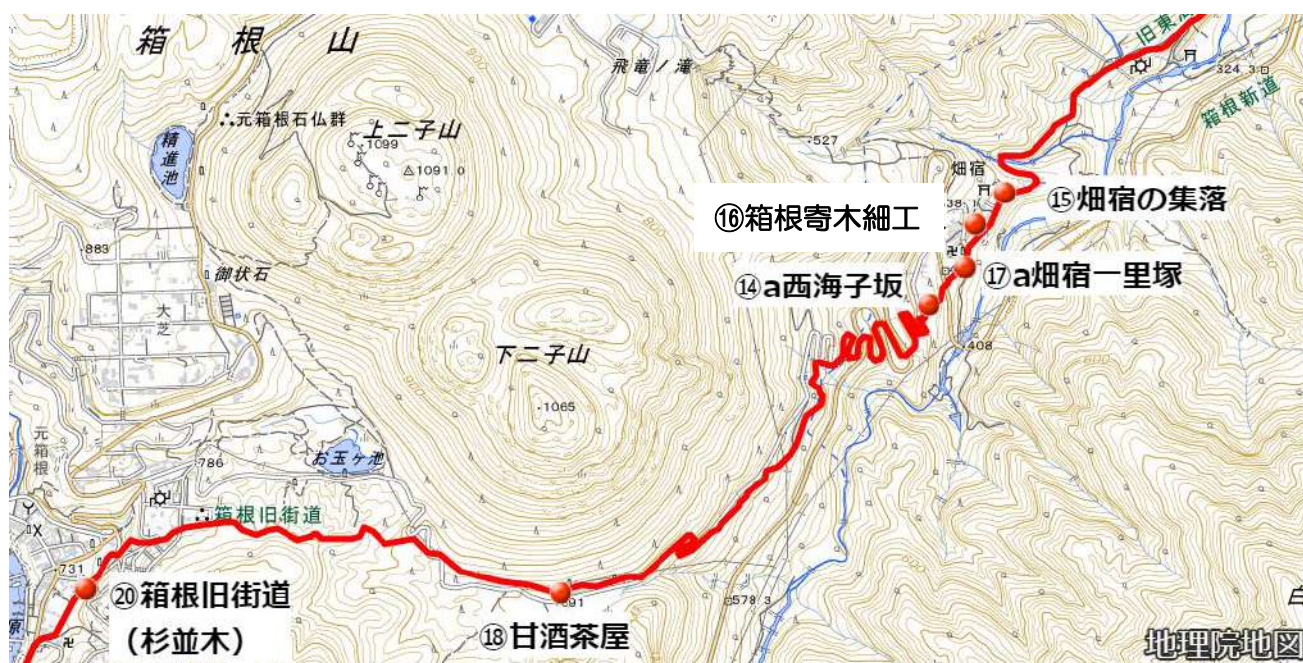 箱根山
飛竜ノ滝
旧東海
324.3
箱根新道
元箱根石仏群
上二子山
1099
1091.0
精進池
527
畑宿
⑮畑宿の集落
⑯箱根寄木細工
⑰a畑宿一里塚
⑭a西海子坂
883
御状石
大芝
下二子山
408
1065
元箱根
お玉ヶ池
786
箱根旧街道
731
⑳箱根旧街道
（杉並木）
⑱甘酒茶屋
578.3
白
原
地理院地図